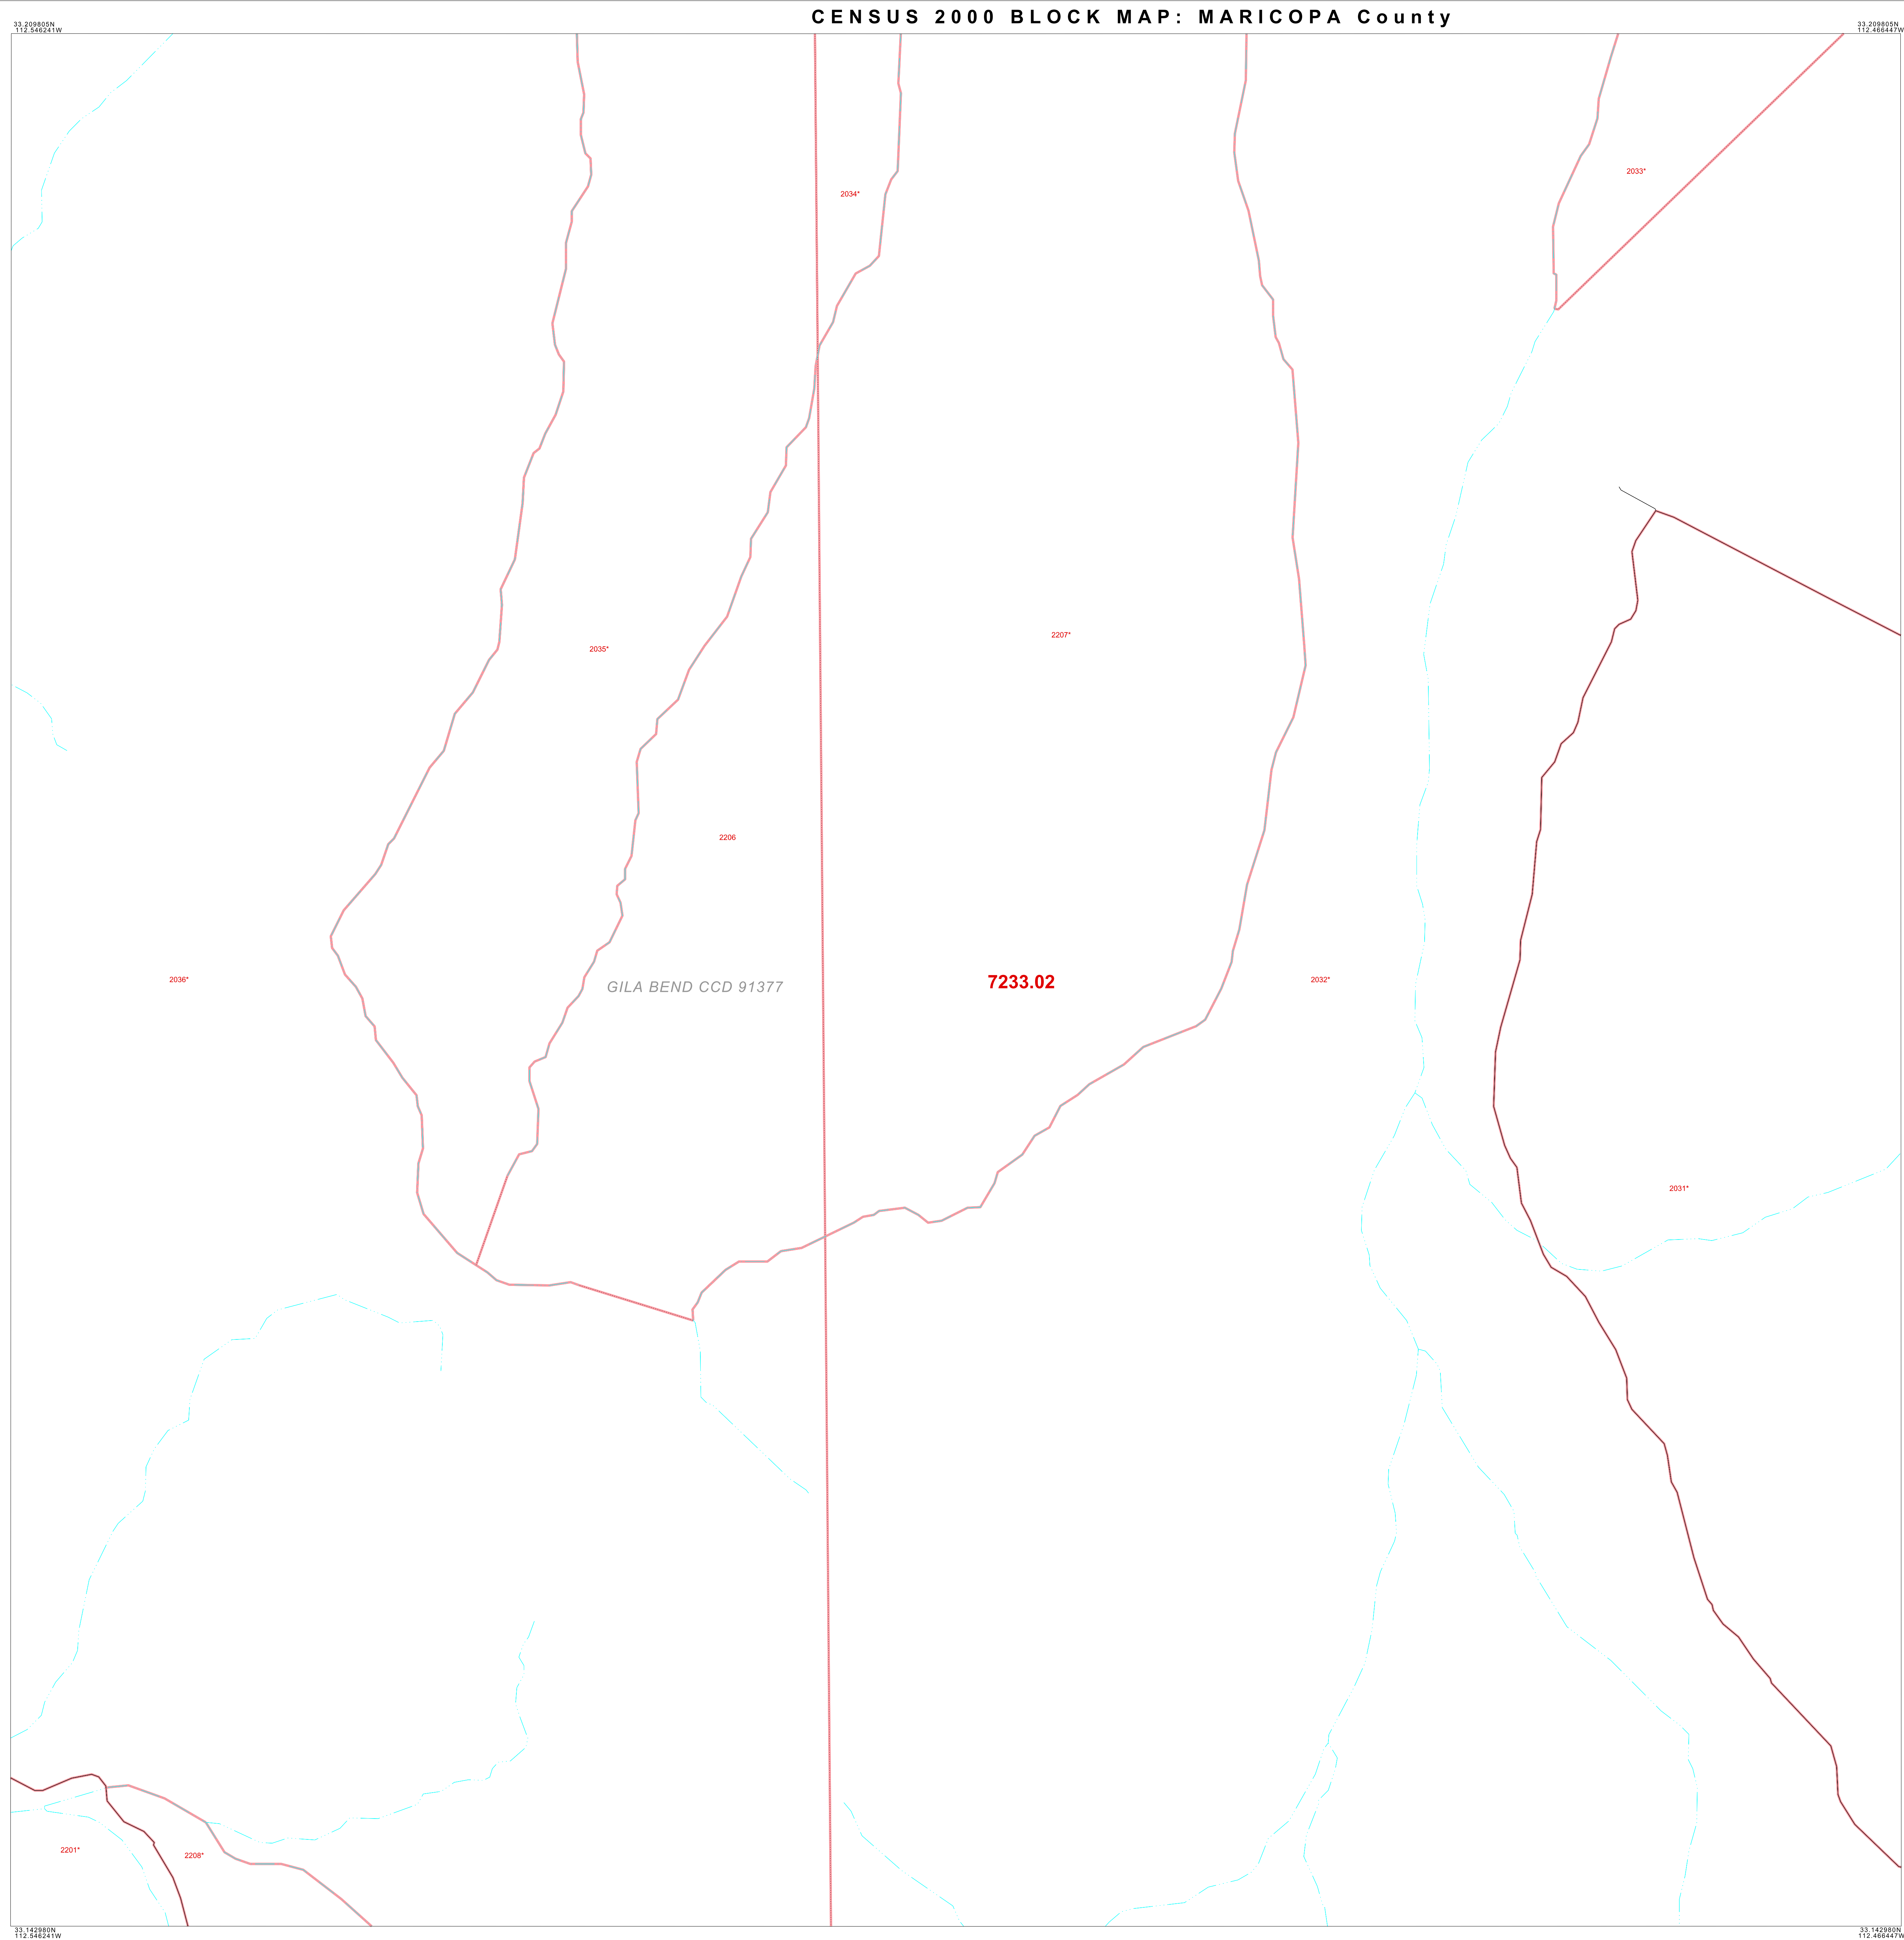 CENSUS 2000 BLOCK MAP: MARICOPA County
33.209805N
112.546241W
33.209805N
112.466447W
2033*
2034*
2207*
2035*
2206
2036*
GILA BEND CCD 91377
7233.02
2032*
2031*
2201*
2208*
33.142980N
112.546241W
33.142980N
112.466447W